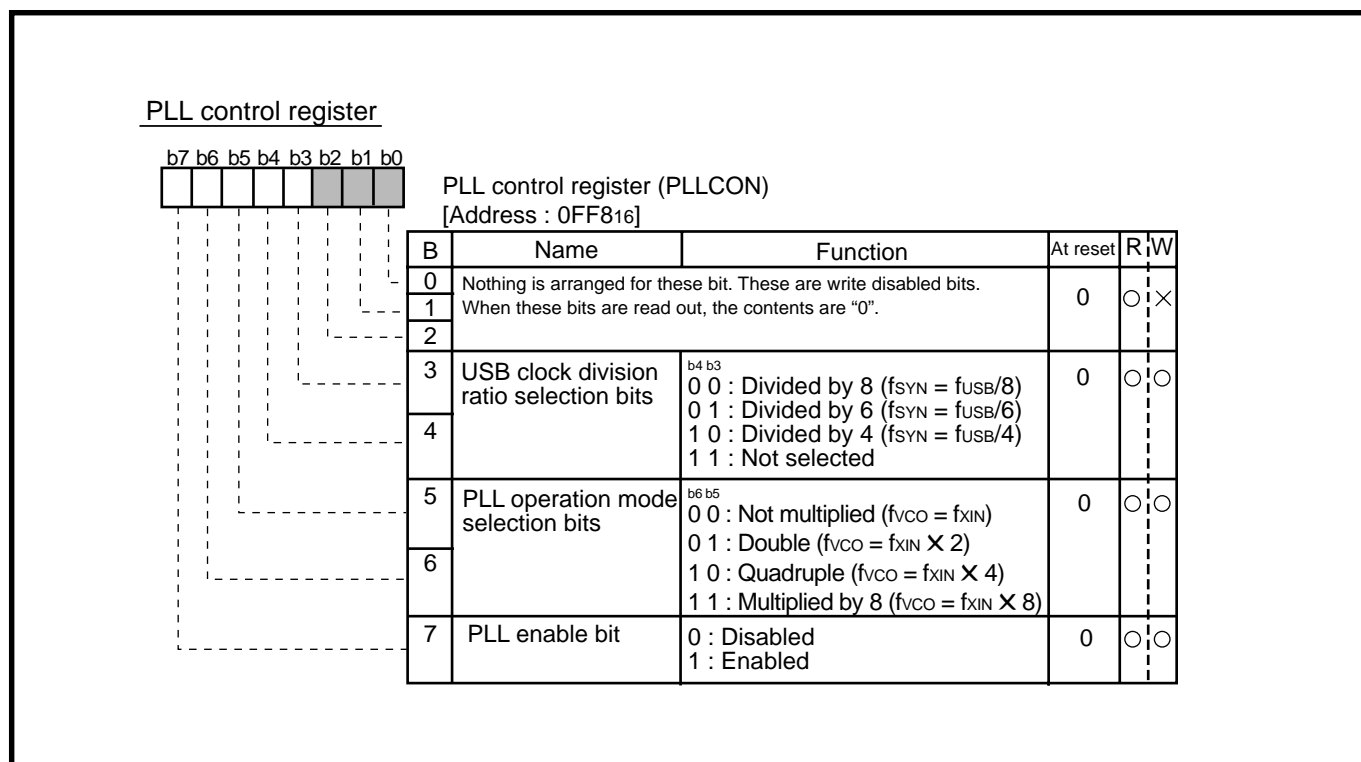 PLL control register
b7 b6 b5 b4 b3 b2 b1 b0
PLL control register (PLLCON)
[Address : 0FF816]
B Name Function At reset R W
0 Nothing is arranged for these bit. These are write disabled bits. 0 ○ ×
1 When these bits are read out, the contents are “0”.
2
3 USB clock division ratio selection bits 0 ○ ○
b4 b3
0 0 : Divided by 8 (fSYN = fUSB/8)
0 1 : Divided by 6 (fSYN = fUSB/6)
4
1 0 : Divided by 4 (fSYN = fUSB/4)
1 1 : Not selected
5 PLL operation mode selection bits 0 ○ ○
b6 b5
0 0 : Not multiplied (fVCO = fXIN)
0 1 : Double (fVCO = fXIN × 2)
6
1 0 : Quadruple (fVCO = fXIN × 4)
1 1 : Multiplied by 8 (fVCO = fXIN × 8)
7 PLL enable bit 0 : Disabled 0 ○ ○
1 : Enabled